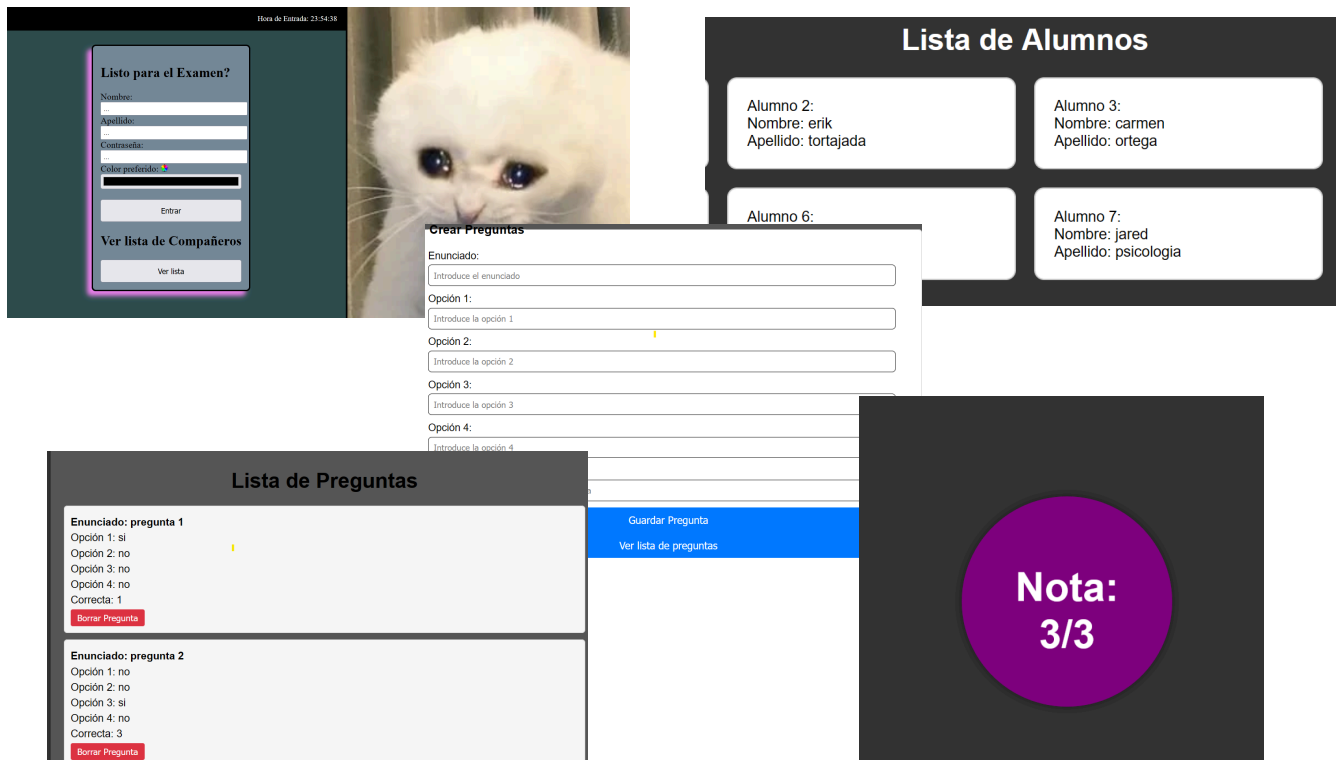 Hora de Entrada: 23:54:38
Listo para el Examen?
Nombre:
...
Apellido:
...
Contraseña:
...
Color preferido:
Entrar
Ver lista de Compañeros
Ver lista
Lista de Alumnos
Alumno 2:
Nombre: erik
Apellido: tortajada
Alumno 3:
Nombre: carmen
Apellido: ortega
Alumno 6:
Alumno 7:
Nombre: jared
Apellido: psicologia
Crear Preguntas
Enunciado:
Introduce el enunciado
Opción 1:
Introduce la opción 1
Opción 2:
Introduce la opción 2
Opción 3:
Introduce la opción 3
Opción 4:
Introduce la opción 4
Guardar Pregunta
Ver lista de preguntas
Lista de Preguntas
Enunciado: pregunta 1
Opción 1: si
Opción 2: no
Opción 3: no
Opción 4: no
Correcta: 1
Borrar Pregunta
Enunciado: pregunta 2
Opción 1: no
Opción 2: no
Opción 3: si
Opción 4: no
Correcta: 3
Borrar Pregunta
Nota:
3/3